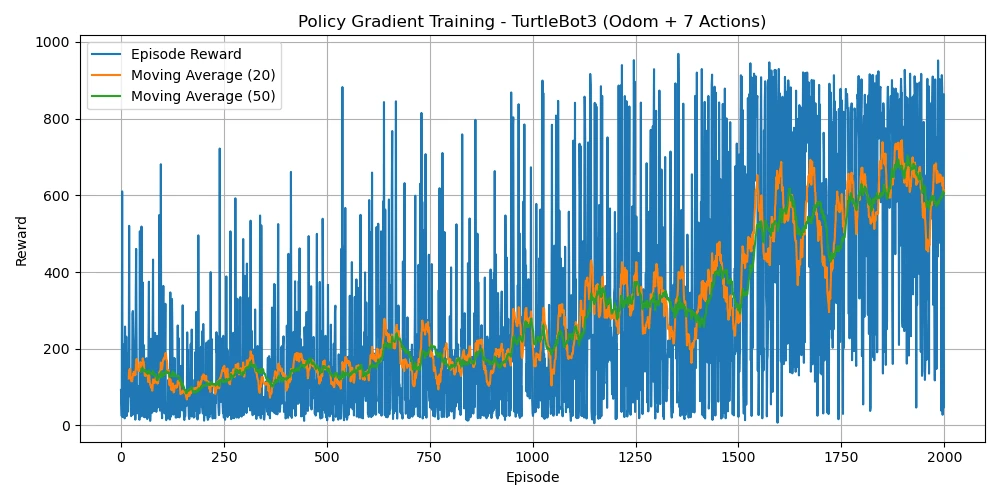 Policy Gradient Training - TurtleBot3 (Odom + 7 Actions)
Episode Reward
Moving Average (20)
Moving Average (50)
1000
800
600
400
200
0
Reward
0 250 500 750 1000 1250 1500 1750 2000
Episode